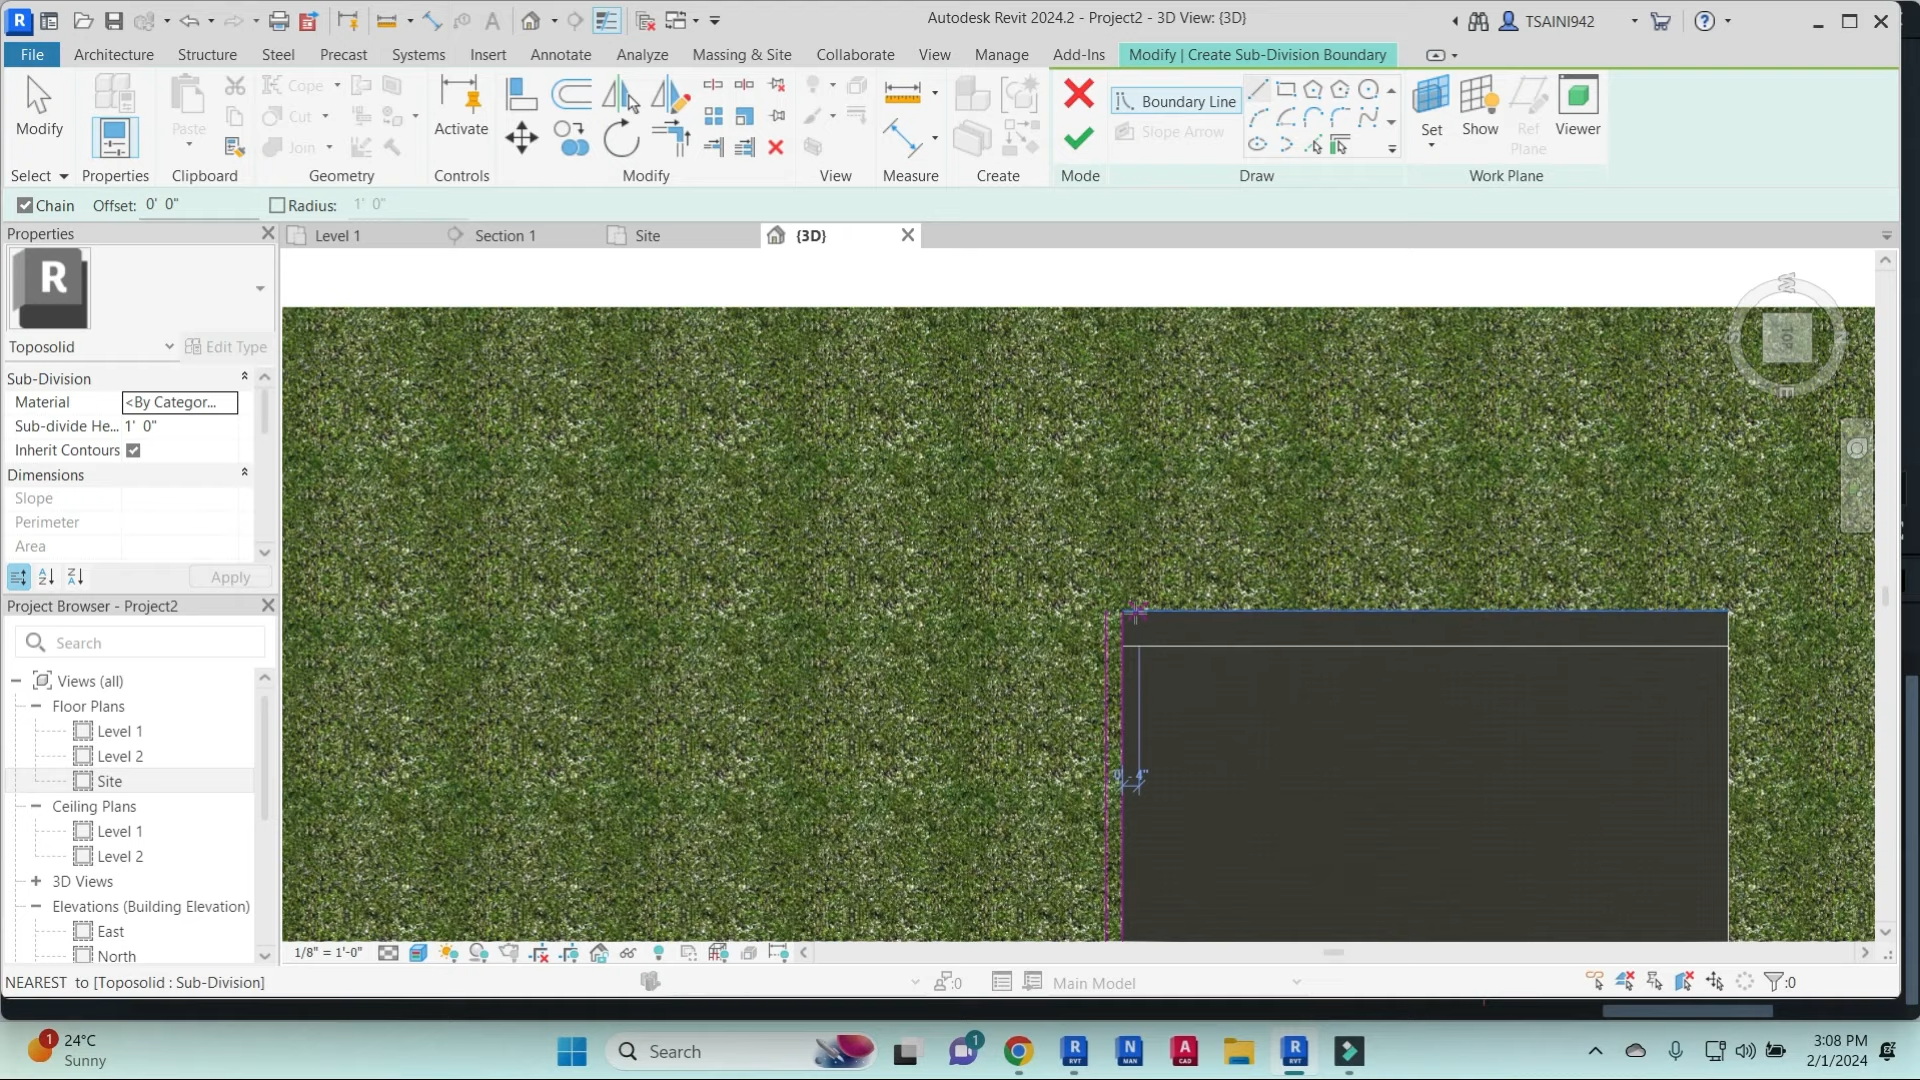 Autodesk Revit 2024.2 - Project2 - 3D View: {3D}
TSAINI942
File Architecture Structure Steel Precast Systems Insert Annotate Analyze Massing & Site Collaborate View Manage Add-Ins Modify | Create Sub-Division Boundary
Modify
Paste
Cope
Cut
Join
Activate
Boundary Line
Slope Arrow
Set Show Ref Plane Viewer
Select Properties Clipboard Geometry Controls Modify View Measure Create Mode Draw Work Plane
Chain Offset: 0' 0" Radius: 1' 0"
Properties
Level 1 Section 1 Site {3D}
R
Toposolid Edit Type
Sub-Division
Material <By Categor...
Sub-divide He... 1' 0"
Inherit Contours
Dimensions
Slope
Perimeter
Area
Apply
Project Browser - Project2
Search
Views (all)
Floor Plans
Level 1
Level 2
Site
Ceiling Plans
Level 1
Level 2
3D Views
Elevations (Building Elevation)
East
North
TOP
W
E
1/8" = 1'-0"
NEAREST to [Toposolid : Sub-Division]
:0
Main Model
:0
24°C
Sunny
Search
3:08 PM
2/1/2024